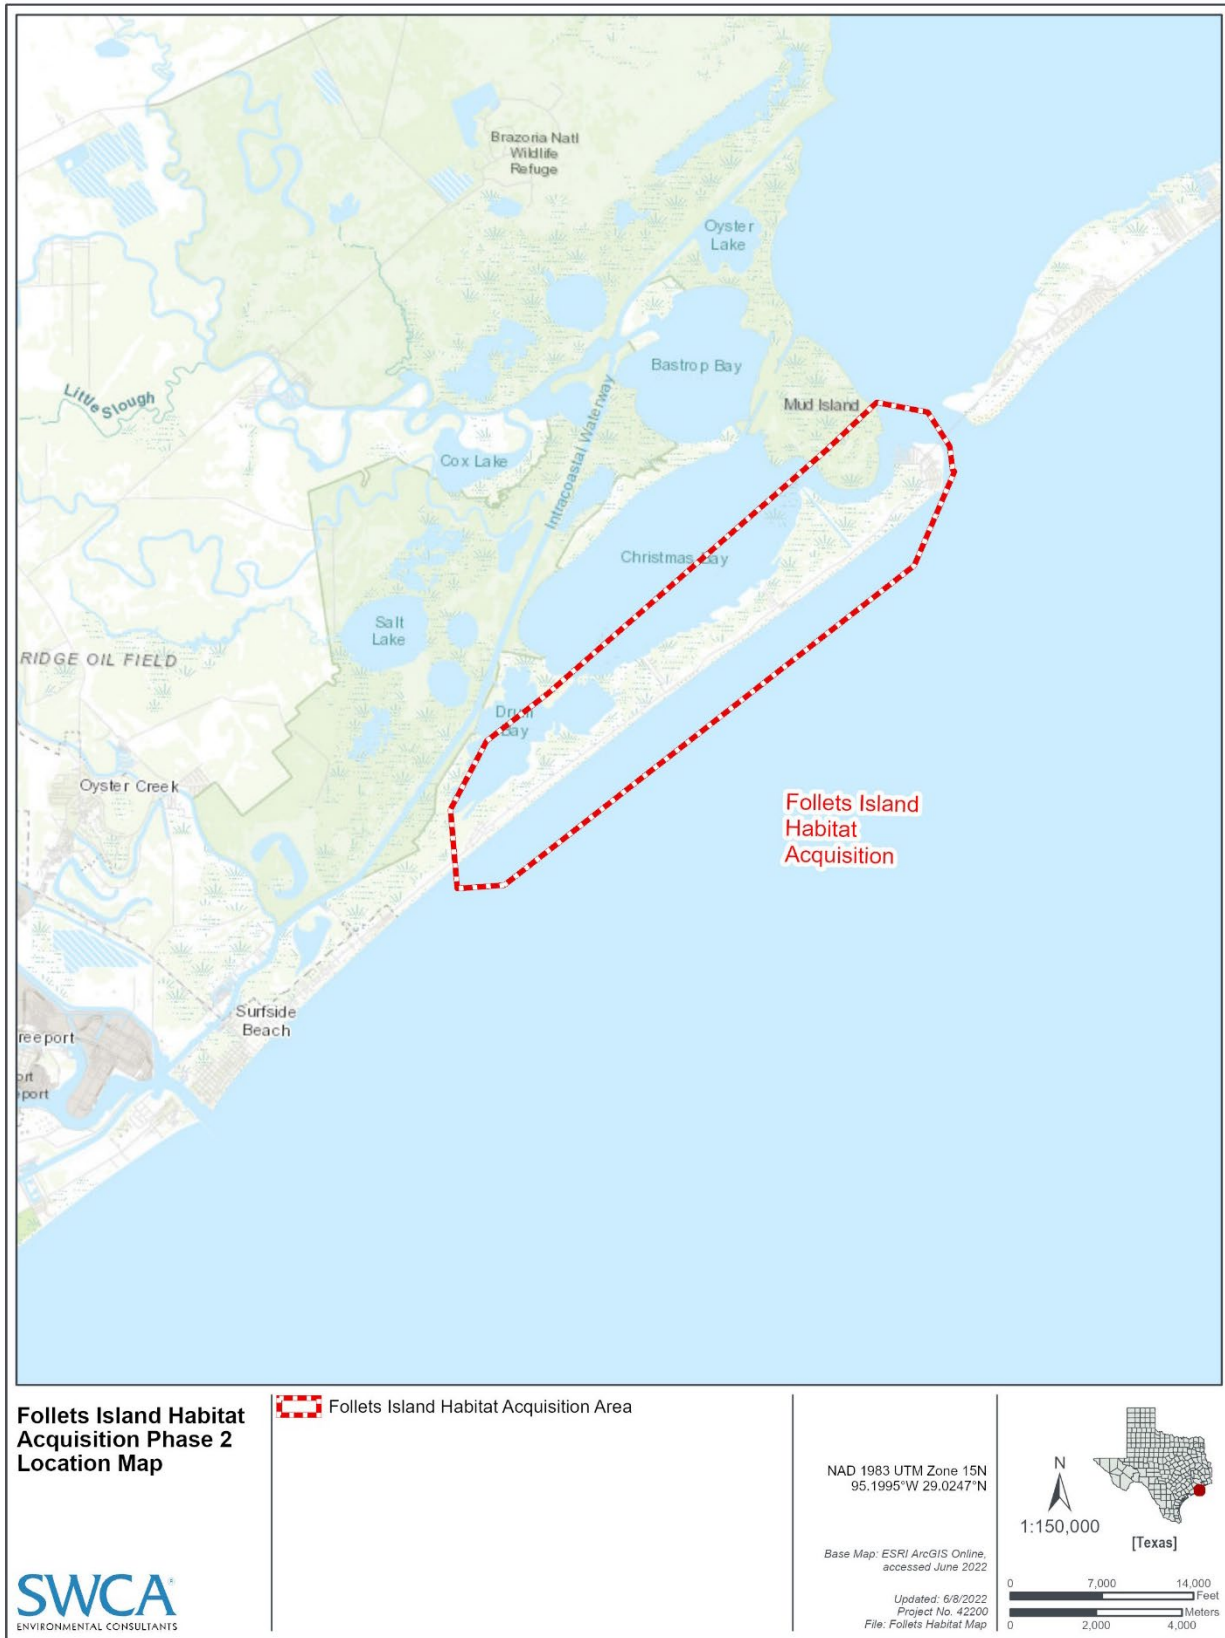 Brazoria Natl
Wildlife
Refuge
Oyster
Lake
Bastrop Bay
Little Slough
Mud Island
Intracoastal Waterway
Cox Lake
Christmas Bay
Salt
Lake
RIDGE OIL FIELD
Drum
Bay
Oyster Creek
Follets Island
Habitat
Acquisition
Surfside
Beach
reeport
ort
eport
Follets Island Habitat
Acquisition Phase 2
Location Map
SWCA®
ENVIRONMENTAL CONSULTANTS
Follets Island Habitat Acquisition Area
NAD 1983 UTM Zone 15N
95.1995°W 29.0247°N
Base Map: ESRI ArcGIS Online,
accessed June 2022
Updated: 6/8/2022
Project No. 42200
File: Follets Habitat Map
N
1:150,000
[Texas]
0 7,000 14,000
Feet
Meters
0 2,000 4,000